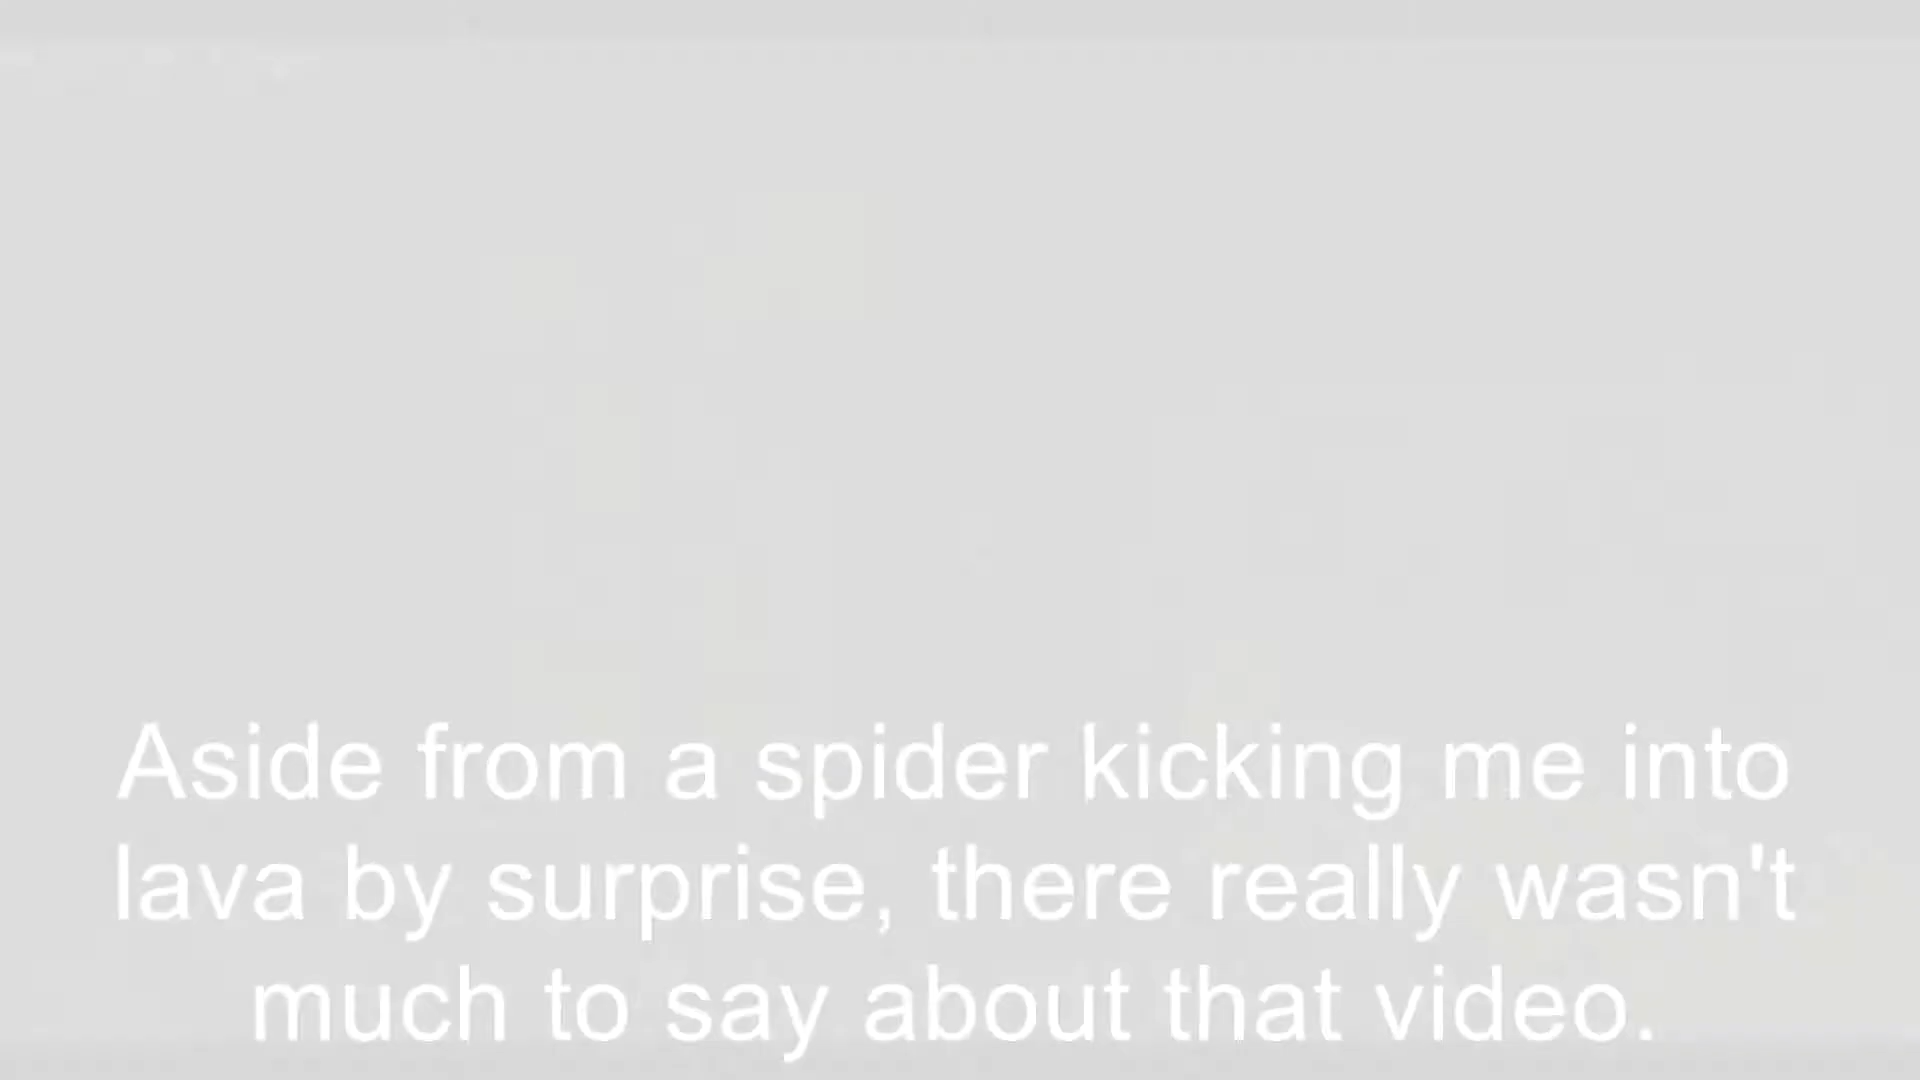 Aside from a spider kicking me into
lava by surprise, there really wasn't
much to say about that video.